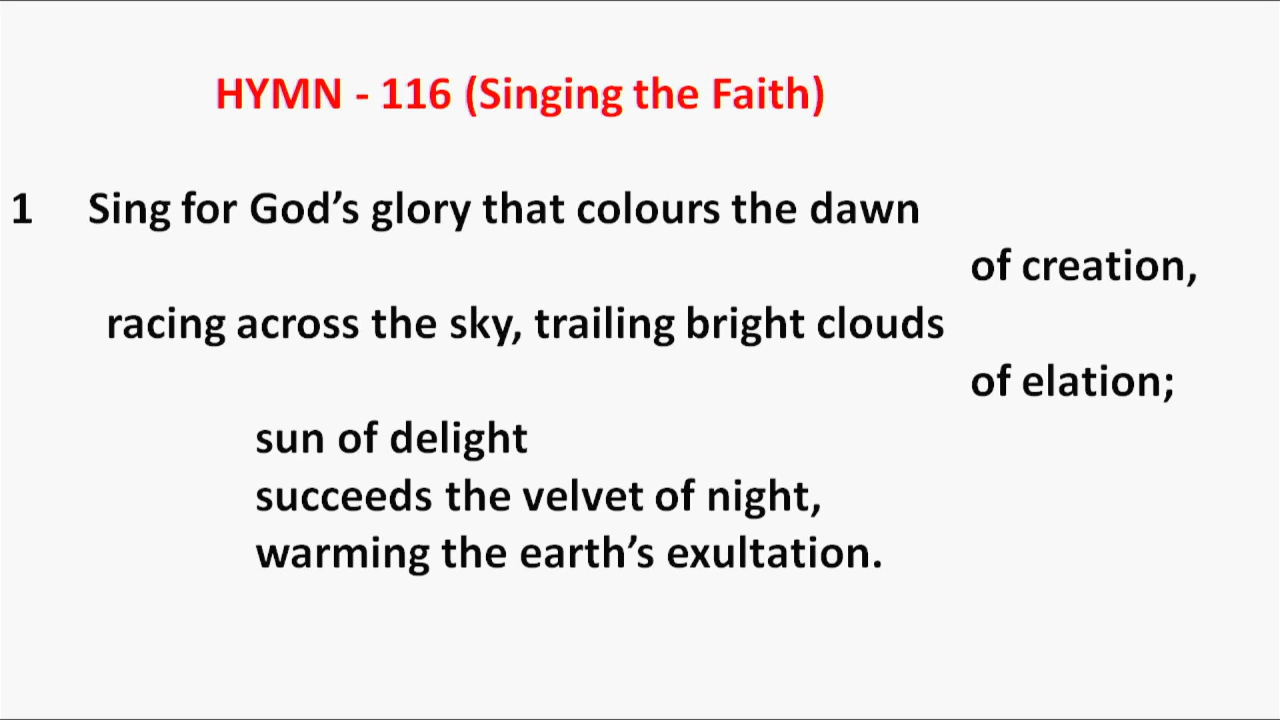 HYMN - 116 (Singing the Faith)
1 Sing for God’s glory that colours the dawn
of creation,
racing across the sky, trailing bright clouds
of elation;
sun of delight
succeeds the velvet of night,
warming the earth’s exultation.